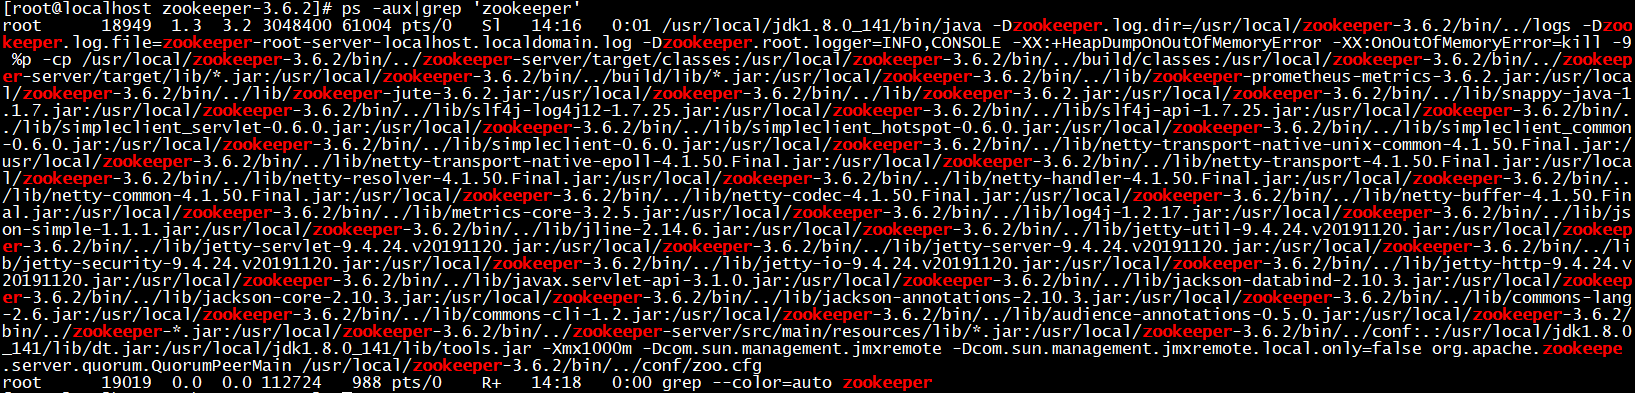 [root@localhost zookeeper-3.6.2]# ps -aux|grep 'zookeeper'
root      18949  1.3  3.2 3048400 61004 pts/0   Sl   14:16   0:01 /usr/local/jdk1.8.0_141/bin/java -Dzookeeper.log.dir=/usr/local/zookeeper-3.6.2/bin/../logs -Dzoo
keeper.log.file=zookeeper-root-server-localhost.localdomain.log -Dzookeeper.root.logger=INFO,CONSOLE -XX:+HeapDumpOnOutOfMemoryError -XX:OnOutOfMemoryError=kill -9
 %p -cp /usr/local/zookeeper-3.6.2/bin/../zookeeper-server/target/classes:/usr/local/zookeeper-3.6.2/bin/../build/classes:/usr/local/zookeeper-3.6.2/bin/../zookeep
er-server/target/lib/*.jar:/usr/local/zookeeper-3.6.2/bin/../build/lib/*.jar:/usr/local/zookeeper-3.6.2/bin/../lib/zookeeper-prometheus-metrics-3.6.2.jar:/usr/loca
l/zookeeper-3.6.2/bin/../lib/zookeeper-jute-3.6.2.jar:/usr/local/zookeeper-3.6.2/bin/../lib/zookeeper-3.6.2.jar:/usr/local/zookeeper-3.6.2/bin/../lib/snappy-java-1
.1.7.jar:/usr/local/zookeeper-3.6.2/bin/../lib/slf4j-log4j12-1.7.25.jar:/usr/local/zookeeper-3.6.2/bin/../lib/slf4j-api-1.7.25.jar:/usr/local/zookeeper-3.6.2/bin/.
./lib/simpleclient_servlet-0.6.0.jar:/usr/local/zookeeper-3.6.2/bin/../lib/simpleclient_hotspot-0.6.0.jar:/usr/local/zookeeper-3.6.2/bin/../lib/simpleclient_common
-0.6.0.jar:/usr/local/zookeeper-3.6.2/bin/../lib/simpleclient-0.6.0.jar:/usr/local/zookeeper-3.6.2/bin/../lib/netty-transport-native-unix-common-4.1.50.Final.jar:/
usr/local/zookeeper-3.6.2/bin/../lib/netty-transport-native-epoll-4.1.50.Final.jar:/usr/local/zookeeper-3.6.2/bin/../lib/netty-transport-4.1.50.Final.jar:/usr/loca
l/zookeeper-3.6.2/bin/../lib/netty-resolver-4.1.50.Final.jar:/usr/local/zookeeper-3.6.2/bin/../lib/netty-handler-4.1.50.Final.jar:/usr/local/zookeeper-3.6.2/bin/..
/lib/netty-common-4.1.50.Final.jar:/usr/local/zookeeper-3.6.2/bin/../lib/netty-codec-4.1.50.Final.jar:/usr/local/zookeeper-3.6.2/bin/../lib/netty-buffer-4.1.50.Fin
al.jar:/usr/local/zookeeper-3.6.2/bin/../lib/metrics-core-3.2.5.jar:/usr/local/zookeeper-3.6.2/bin/../lib/log4j-1.2.17.jar:/usr/local/zookeeper-3.6.2/bin/../lib/js
on-simple-1.1.1.jar:/usr/local/zookeeper-3.6.2/bin/../lib/jline-2.14.6.jar:/usr/local/zookeeper-3.6.2/bin/../lib/jetty-util-9.4.24.v20191120.jar:/usr/local/zookeep
er-3.6.2/bin/../lib/jetty-servlet-9.4.24.v20191120.jar:/usr/local/zookeeper-3.6.2/bin/../lib/jetty-server-9.4.24.v20191120.jar:/usr/local/zookeeper-3.6.2/bin/../li
b/jetty-security-9.4.24.v20191120.jar:/usr/local/zookeeper-3.6.2/bin/../lib/jetty-io-9.4.24.v20191120.jar:/usr/local/zookeeper-3.6.2/bin/../lib/jetty-http-9.4.24.v
20191120.jar:/usr/local/zookeeper-3.6.2/bin/../lib/javax.servlet-api-3.1.0.jar:/usr/local/zookeeper-3.6.2/bin/../lib/jackson-databind-2.10.3.jar:/usr/local/zookeep
er-3.6.2/bin/../lib/jackson-core-2.10.3.jar:/usr/local/zookeeper-3.6.2/bin/../lib/jackson-annotations-2.10.3.jar:/usr/local/zookeeper-3.6.2/bin/../lib/commons-lang
-2.6.jar:/usr/local/zookeeper-3.6.2/bin/../lib/commons-cli-1.2.jar:/usr/local/zookeeper-3.6.2/bin/../lib/audience-annotations-0.5.0.jar:/usr/local/zookeeper-3.6.2/
bin/../zookeeper-*.jar:/usr/local/zookeeper-3.6.2/bin/../zookeeper-server/src/main/resources/lib/*.jar:/usr/local/zookeeper-3.6.2/bin/../conf:.:/usr/local/jdk1.8.0
_141/lib/dt.jar:/usr/local/jdk1.8.0_141/lib/tools.jar -Xmx1000m -Dcom.sun.management.jmxremote -Dcom.sun.management.jmxremote.local.only=false org.apache.zookeepe
.server.quorum.QuorumPeerMain /usr/local/zookeeper-3.6.2/bin/../conf/zoo.cfg
root      19019  0.0  0.0 112724   988 pts/0    R+   14:18   0:00 grep --color=auto zookeeper